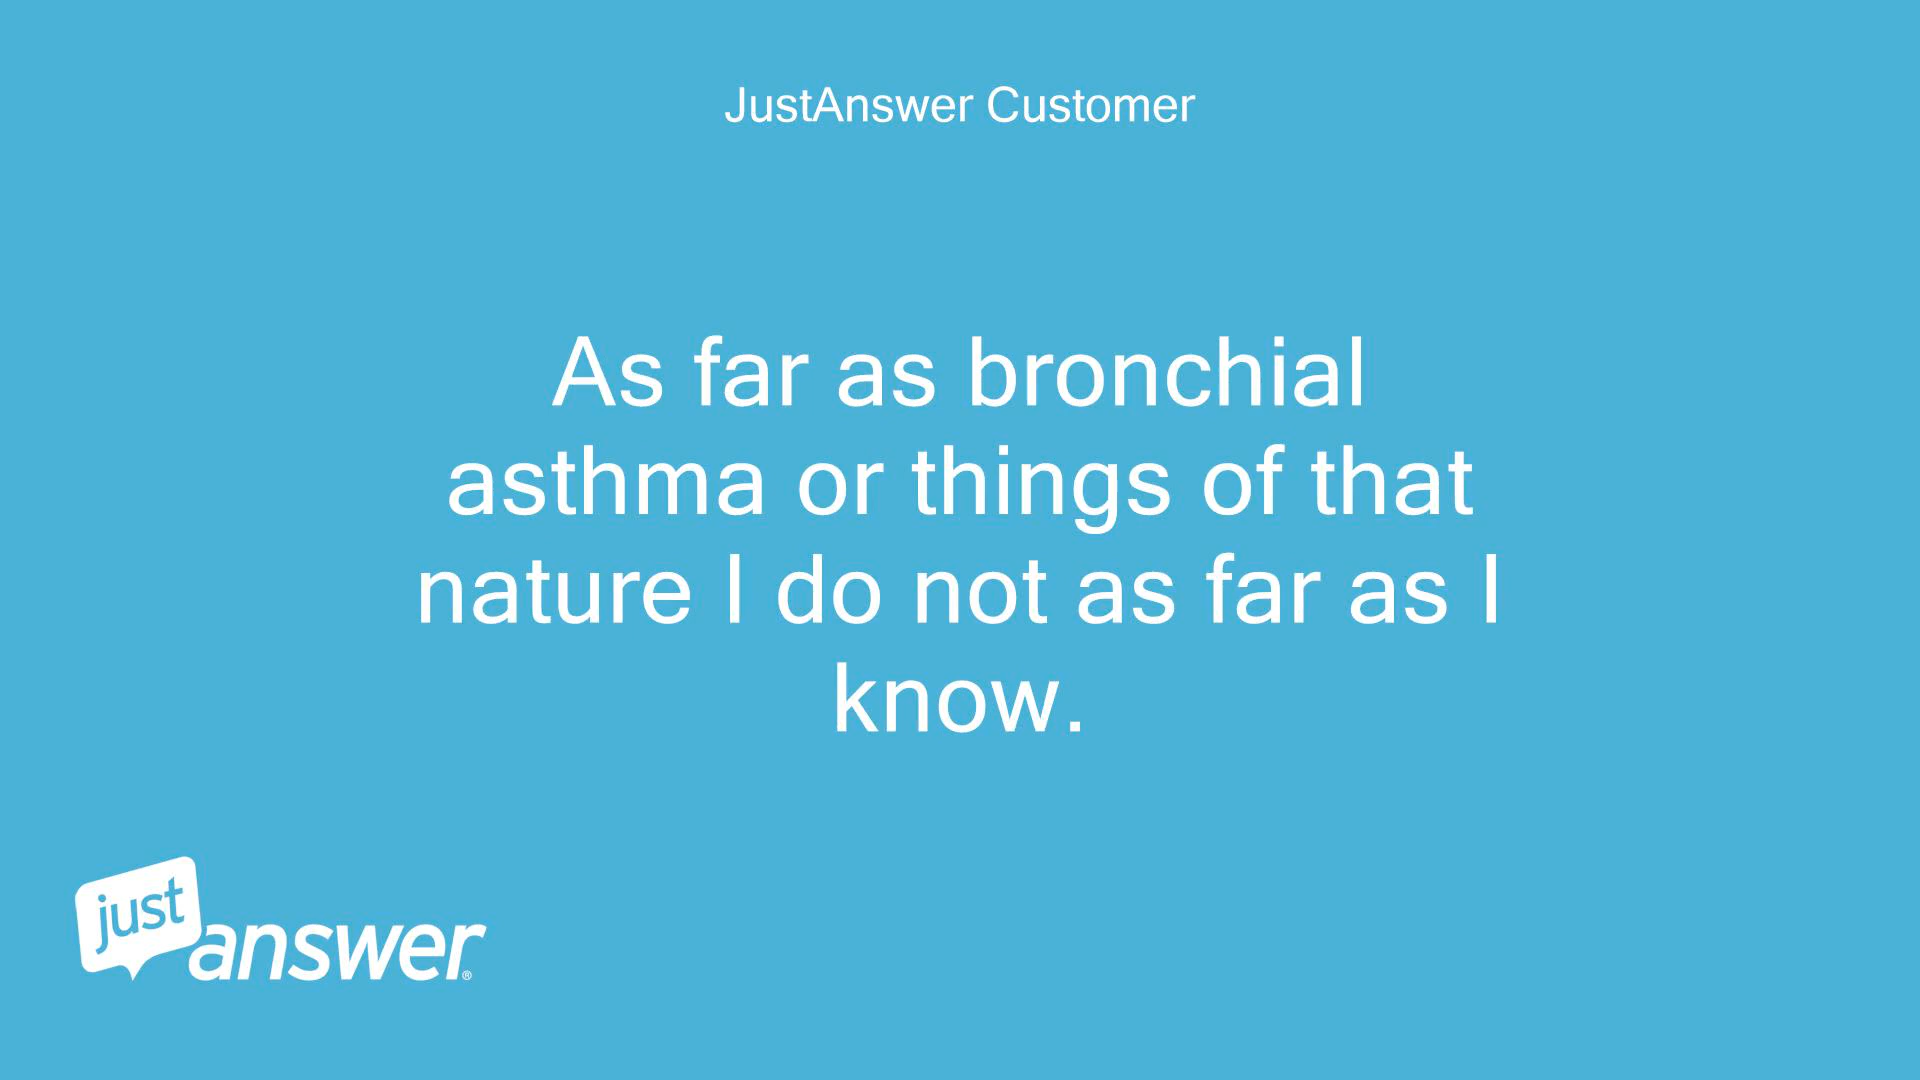 JustAnswer Customer
As far as bronchial
asthma or things of that
nature I do not as far as I
know.
just
answer®